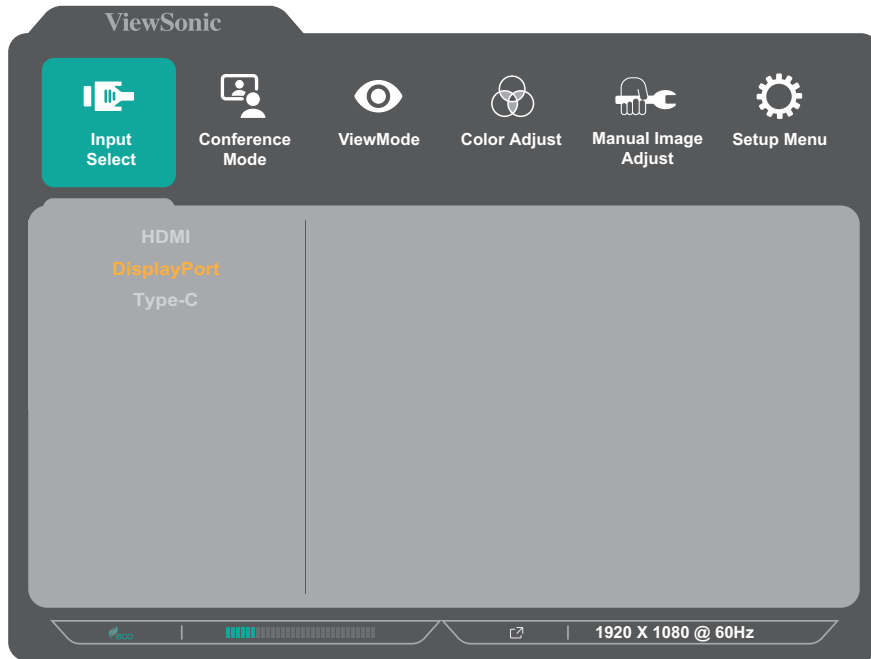 ViewSonic
Input
Select
Conference
Mode
ViewMode
Color Adjust
Manual Image
Adjust
Setup Menu
HDMI
DisplayPort
Type-C
eco
1920 X 1080 @ 60Hz